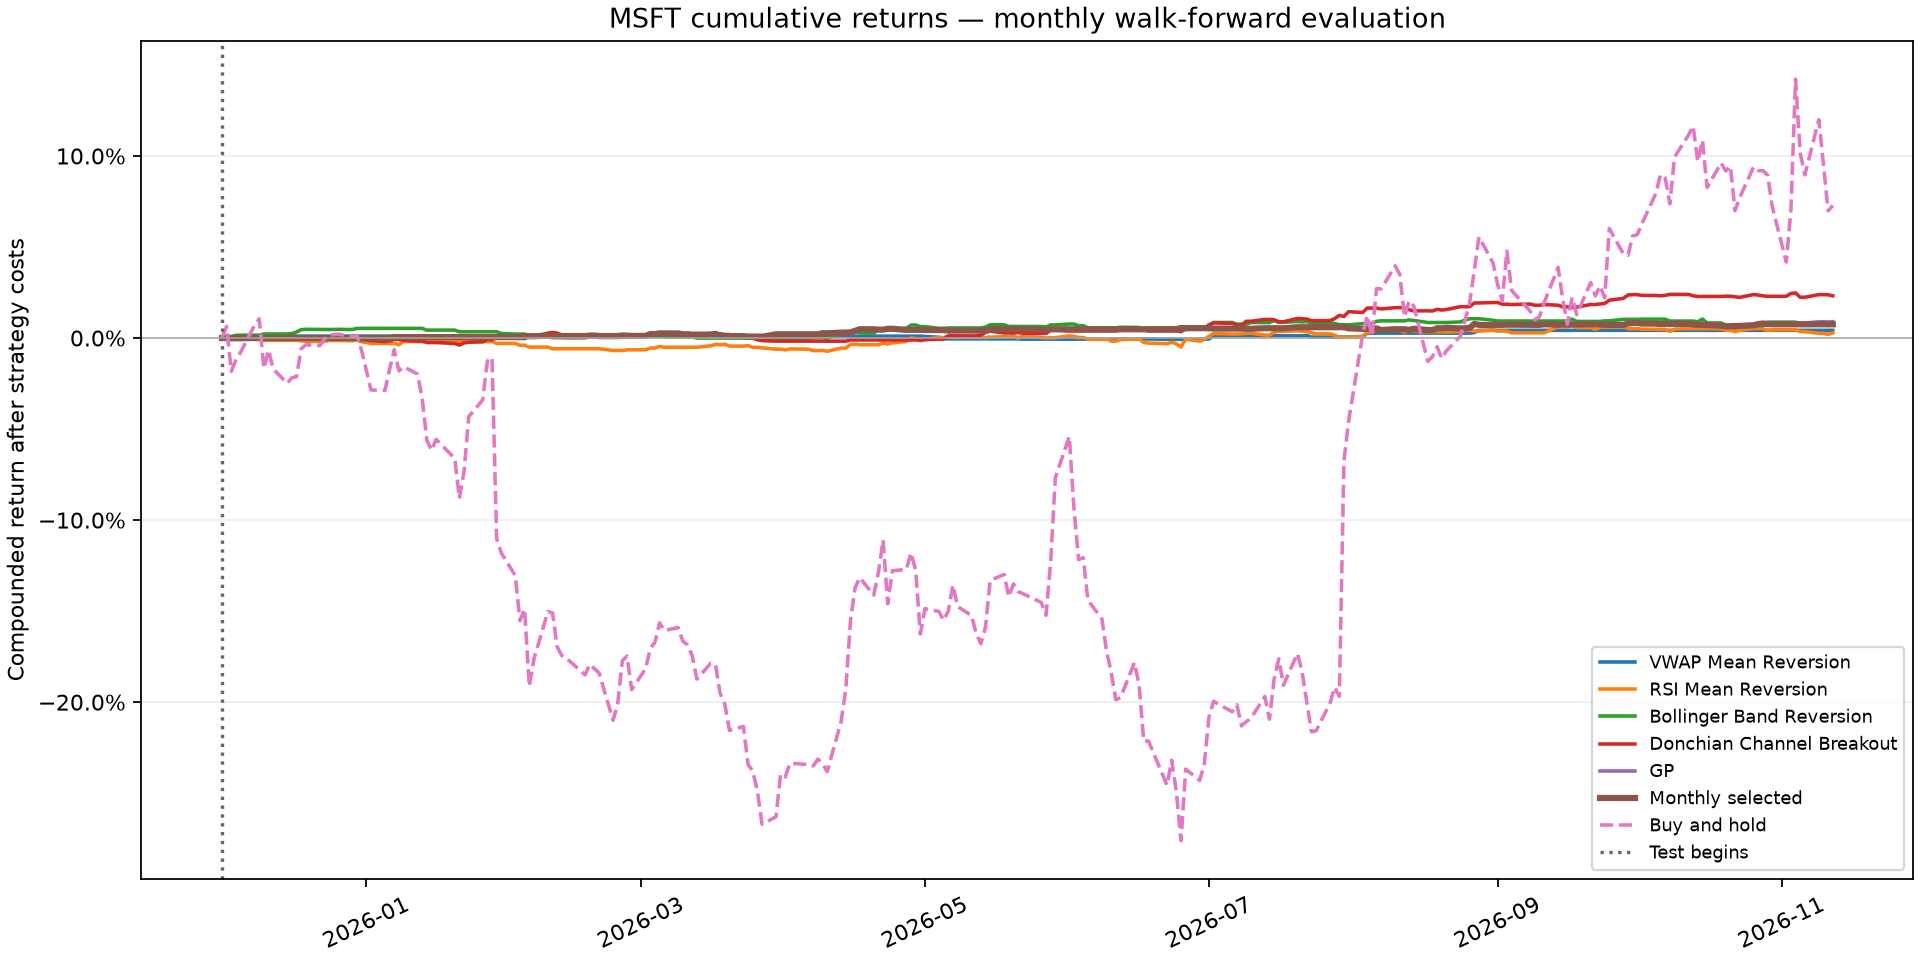 MSFT cumulative returns — monthly walk-forward evaluation
Compounded return after strategy costs
10.0%
0.0%
−10.0%
−20.0%
VWAP Mean Reversion
RSI Mean Reversion
Bollinger Band Reversion
Donchian Channel Breakout
GP
Monthly selected
Buy and hold
Test begins
2026-01
2026-03
2026-05
2026-07
2026-09
2026-11